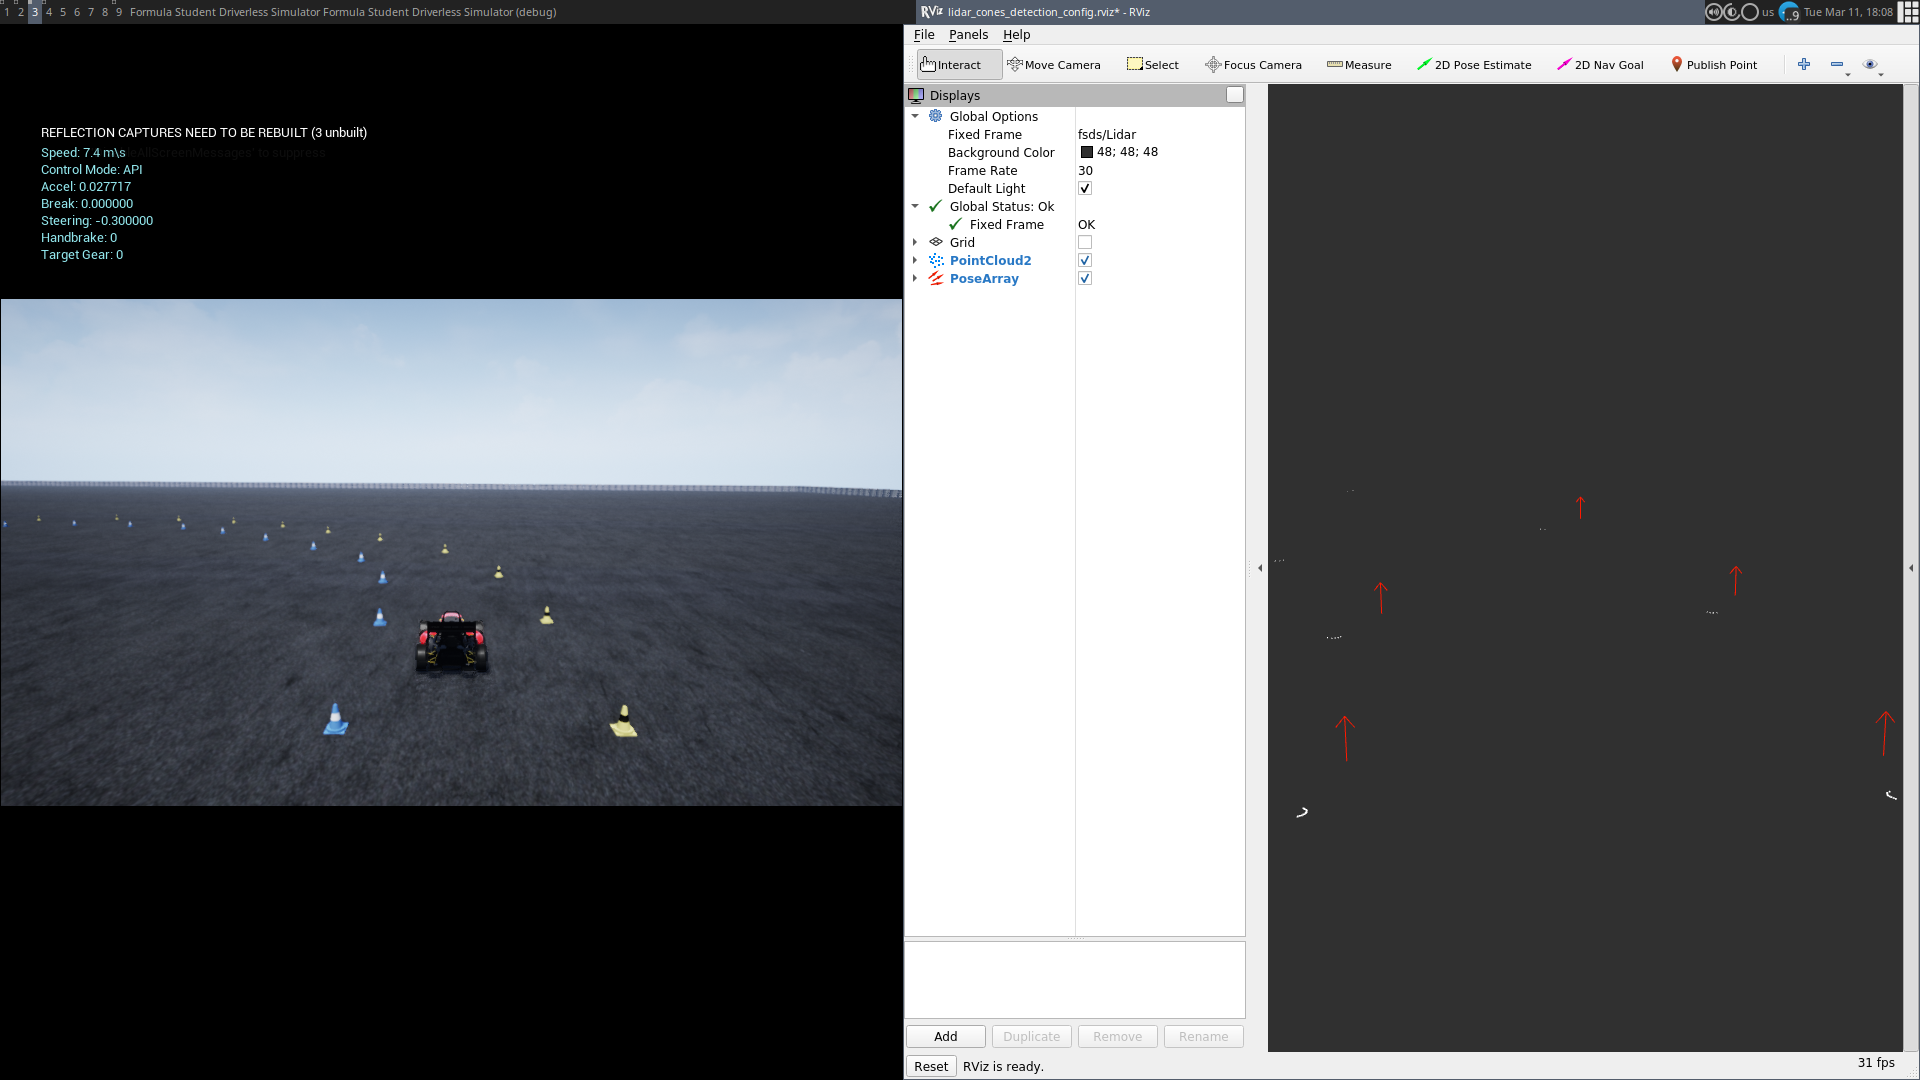 1 2 3 4 5 6 7 8 9 Formula Student Driverless Simulator Formula Student Driverless Simulator (debug)
RViz lidar_cones_detection_config.rviz* - RViz
us
9 Tue Mar 11, 18:08
REFLECTION CAPTURES NEED TO BE REBUILT (3 unbuilt)
AllScreenMessages' to suppress
Speed: 7.4 m\s
Control Mode: API
Accel: 0.027717
Break: 0.000000
Steering: -0.300000
Handbrake: 0
Target Gear: 0
File Panels Help
Interact Move Camera Select Focus Camera Measure 2D Pose Estimate 2D Nav Goal Publish Point
Displays
Global Options
Fixed Frame fsds/Lidar
Background Color 48; 48; 48
Frame Rate 30
Default Light
Global Status: Ok
Fixed Frame OK
Grid
PointCloud2
PoseArray
Add Duplicate Remove Rename
Reset RViz is ready.
31 fps